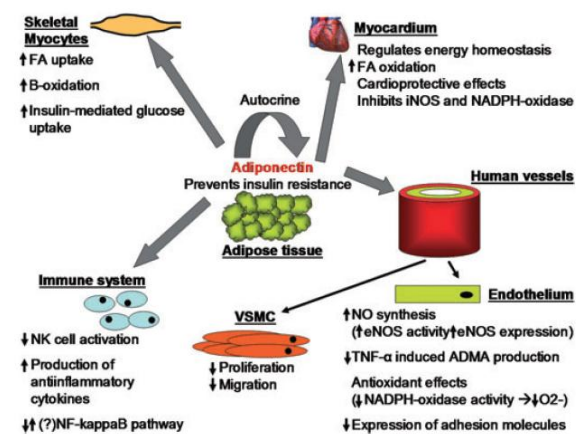 Skeletal
Myocytes
↑FA uptake
↑B-oxidation
↑Insulin-mediated glucose
uptake
Myocardium
Regulates energy homeostasis
↑FA oxidation
Cardioprotective effects
Inhibits iNOS and NADPH-oxidase
Autocrine
Adiponectin
Prevents insulin resistance
Adipose tissue
Human vessels
Immune system
↓NK cell activation
↑Production of
antiinflammatory
cytokines
↓↑(?)NF-kappaB pathway
VSMC
↓Proliferation
↓Migration
Endothelium
↑NO synthesis
(↑eNOS activity↑eNOS expression)
↓TNF-α induced ADMA production
Antioxidant effects
(↓NADPH-oxidase activity →↓O2-)
↓Expression of adhesion molecules